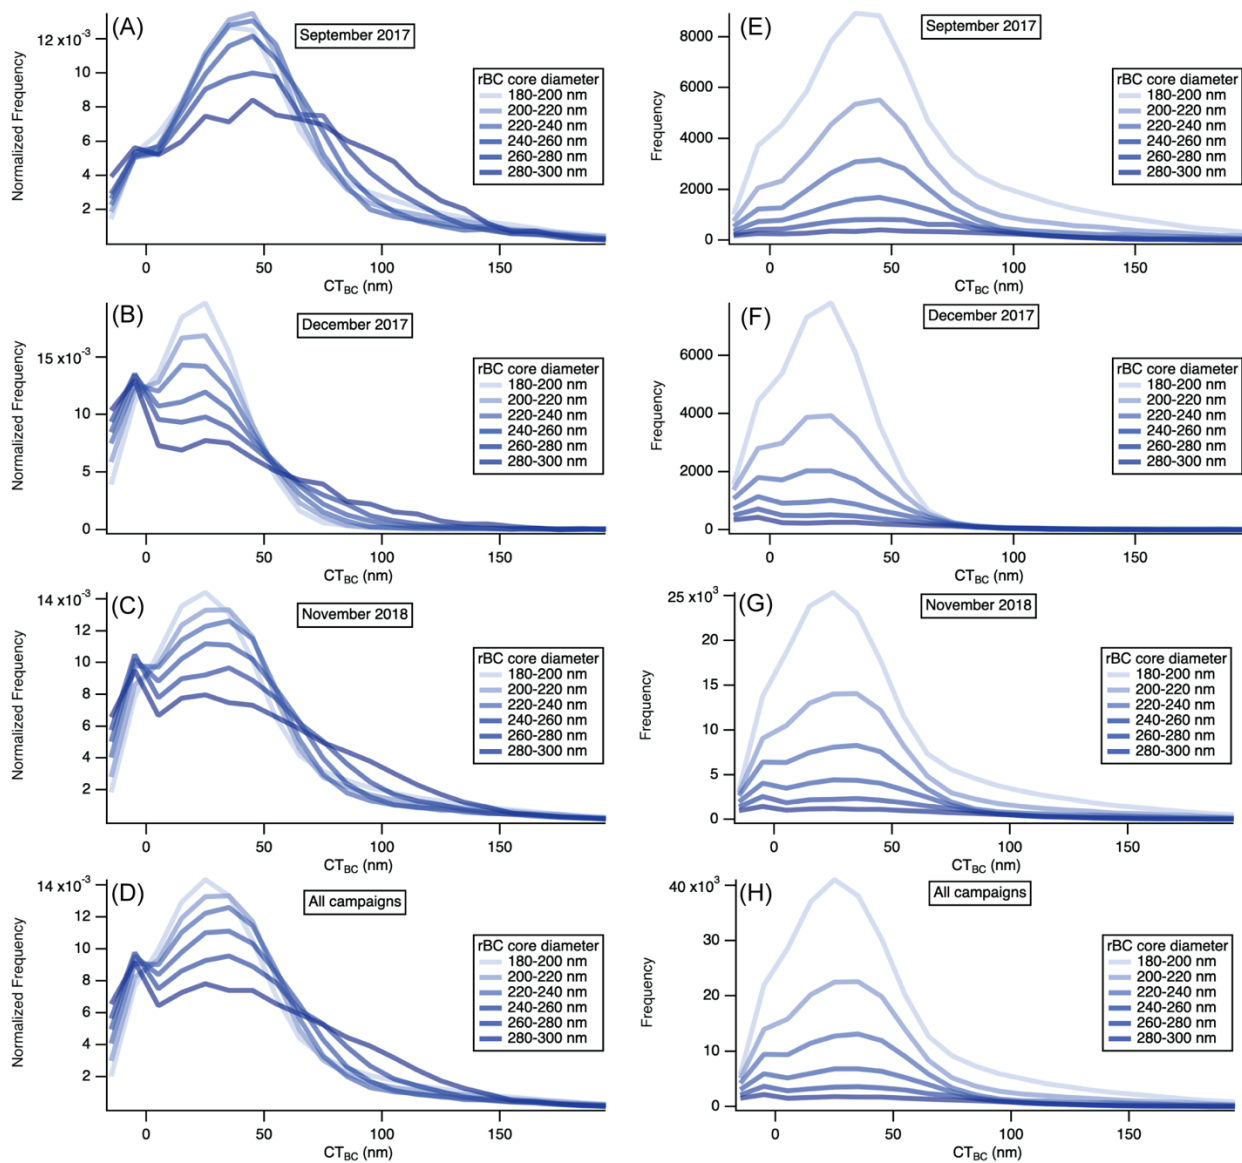 (A)
September 2017
Normalized Frequency
12 x10-3
10
8
6
4
2
rBC core diameter
180-200 nm
200-220 nm
220-240 nm
240-260 nm
260-280 nm
280-300 nm
0 50 100 150
CTBC (nm)
(E)
September 2017
Frequency
8000
6000
4000
2000
0
rBC core diameter
180-200 nm
200-220 nm
220-240 nm
240-260 nm
260-280 nm
280-300 nm
0 50 100 150
CTBC (nm)
(B)
December 2017
Normalized Frequency
15 x10-3
10
5
0
rBC core diameter
180-200 nm
200-220 nm
220-240 nm
240-260 nm
260-280 nm
280-300 nm
0 50 100 150
CTBC (nm)
(F)
December 2017
Frequency
6000
4000
2000
0
rBC core diameter
180-200 nm
200-220 nm
220-240 nm
240-260 nm
260-280 nm
280-300 nm
0 50 100 150
CTBC (nm)
(C)
November 2018
Normalized Frequency
14 x10-3
12
10
8
6
4
2
rBC core diameter
180-200 nm
200-220 nm
220-240 nm
240-260 nm
260-280 nm
280-300 nm
0 50 100 150
CTBC (nm)
(G)
November 2018
Frequency
25 x103
20
15
10
5
0
rBC core diameter
180-200 nm
200-220 nm
220-240 nm
240-260 nm
260-280 nm
280-300 nm
0 50 100 150
CTBC (nm)
(D)
All campaigns
Normalized Frequency
14 x10-3
12
10
8
6
4
2
rBC core diameter
180-200 nm
200-220 nm
220-240 nm
240-260 nm
260-280 nm
280-300 nm
0 50 100 150
CTBC (nm)
(H)
All campaigns
Frequency
40 x103
30
20
10
0
rBC core diameter
180-200 nm
200-220 nm
220-240 nm
240-260 nm
260-280 nm
280-300 nm
0 50 100 150
CTBC (nm)